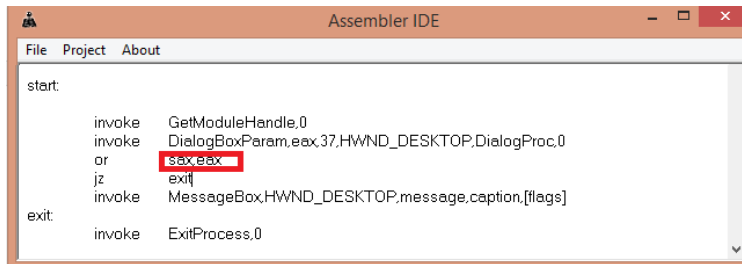 Assembler IDE
File Project About
start:
invoke GetModuleHandle,0
invoke DialogBoxParam,eax,37,HWND_DESKTOP,DialogProc,0
or sax,eax
jz exit
invoke MessageBox,HWND_DESKTOP,message,caption,[flags]
exit:
invoke ExitProcess,0